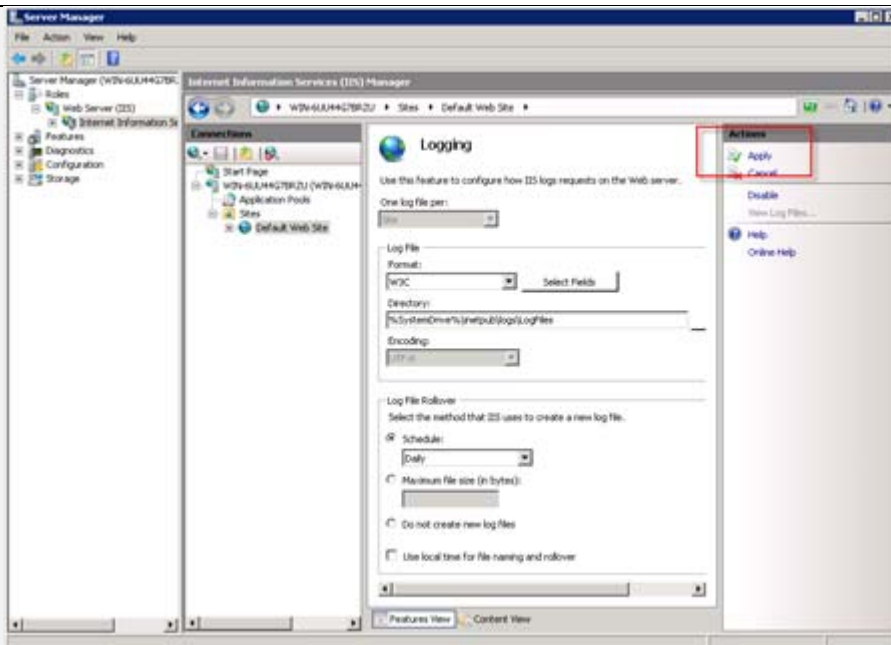 Server Manager
File Action View Help
Server Manager (WIN-6UU44G7BR2U
Roles
Web Server (IIS)
Internet Information Se
Features
Diagnostics
Configuration
Storage
Internet Information Services (IIS) Manager
WIN-6UU44G7BR2U Sites Default Web Site
Connections
Start Page
WIN-6UU44G7BR2U (WIN-6UU4
Application Pools
Sites
Default Web Site
Logging
Use this feature to configure how IIS logs requests on the Web server.
One log file per:
Site
Log File
Format:
W3C
Select Fields
Directory:
%SystemDrive%\inetpub\logs\LogFiles
Encoding:
UTF-8
Log File Rollover
Select the method that IIS uses to create a new log file.
Schedule:
Daily
Maximum file size (in bytes):
Do not create new log files
Use local time for file naming and rollover
Features View Content View
Actions
Apply
Cancel
Disable
View Log Files...
Help
Online Help